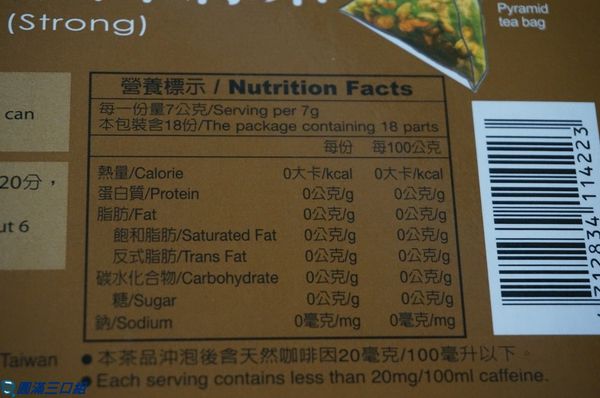 (Strong)
Pyramid
tea bag
can
20分，
ut 6
Taiwan
營養標示 / Nutrition Facts
每一份量7公克/Serving per 7g
本包裝含18份/The package containing 18 parts
每份 每100公克
熱量/Calorie 0大卡/kcal 0大卡/kcal
蛋白質/Protein 0公克/g 0公克/g
脂肪/Fat 0公克/g 0公克/g
飽和脂肪/Saturated Fat 0公克/g 0公克/g
反式脂肪/Trans Fat 0公克/g 0公克/g
碳水化合物/Carbohydrate 0公克/g 0公克/g
糖/Sugar 0公克/g 0公克/g
鈉/Sodium 0毫克/mg 0毫克/mg
●本茶品沖泡後含天然咖啡因20毫克/100毫升以下。
●Each serving contains less than 20mg/100ml caffeine.
312834 114223
圓滿三口組